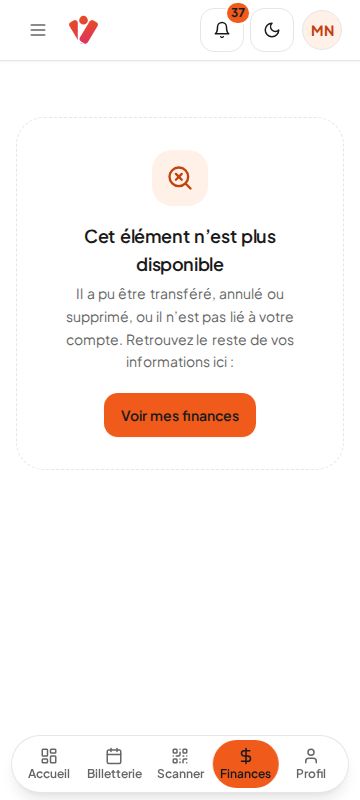 37
MN
Cet élément n’est plus
disponible
Il a pu être transféré, annulé ou
supprimé, ou il n’est pas lié à votre
compte. Retrouvez le reste de vos
informations ici :
Voir mes finances
Accueil
Billetterie
Scanner
Finances
Profil